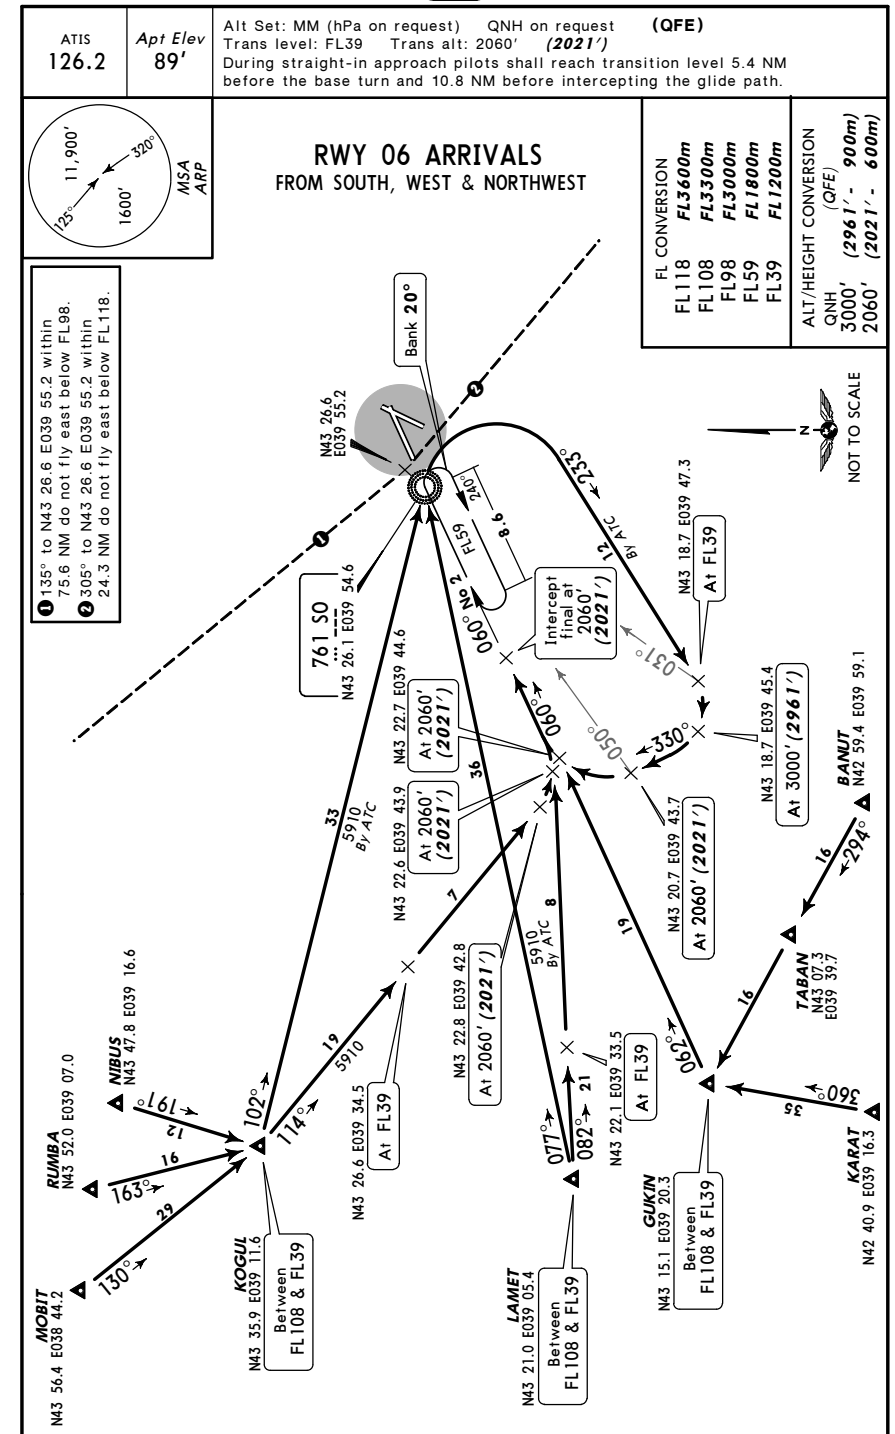 ATIS
126.2
Apt Elev
89'
Alt Set: MM (hPa on request) QNH on request (QFE)
Trans level: FL39 Trans alt: 2060' (2021')
During straight-in approach pilots shall reach transition level 5.4 NM
before the base turn and 10.8 NM before intercepting the glide path.
11,900'
320°
125°
1600'
MSA
ARP
RWY 06 ARRIVALS
FROM SOUTH, WEST & NORTHWEST
FL CONVERSION
FL118 FL3600m
FL108 FL3300m
FL98 FL3000m
FL59 FL1800m
FL39 FL1200m
ALT/HEIGHT CONVERSION
QNH (QFE)
3000' (2961' - 900m)
2060' (2021' - 600m)
1 135° to N43 26.6 E039 55.2 within
75.6 NM do not fly east below FL98.
2 305° to N43 26.6 E039 55.2 within
24.3 NM do not fly east below FL118.
N
NOT TO SCALE
Bank 20°
N43 26.6
E039 55.2
2
1
761 SO
N43 26.1 E039 54.6
FL59
240°
8.6
060° No 2
233°
12
By ATC
N43 18.7 E039 47.3
At FL39
Intercept
final at
2060'
(2021')
031°
050°
330°
060°
N43 18.7 E039 45.4
At 3000' (2961')
N43 22.7 E039 44.6
At 2060'
(2021')
N43 22.6 E039 43.9
At 2060'
(2021')
N43 20.7 E039 43.7
At 2060' (2021')
N43 22.8 E039 42.8
At 2060' (2021')
33
5910
By ATC
36
7
8
5910
By ATC
19
BANUT
N42 59.4 E039 59.1
294°
16
TABAN
N43 07.3
E039 39.7
16
062°
GUKIN
N43 15.1 E039 20.3
Between
FL108 & FL39
360°
35
KARAT
N42 40.9 E039 16.3
NIBUS
N43 47.8 E039 16.6
191°
12
RUMBA
N43 52.0 E039 07.0
163°
16
MOBIT
N43 56.4 E038 44.2
130°
29
KOGUL
N43 35.9 E039 11.6
Between
FL108 & FL39
102°
114°
19
5910
N43 26.6 E039 34.5
At FL39
077°
082°
21
N43 22.1 E039 33.5
At FL39
LAMET
N43 21.0 E039 05.4
Between
FL108 & FL39